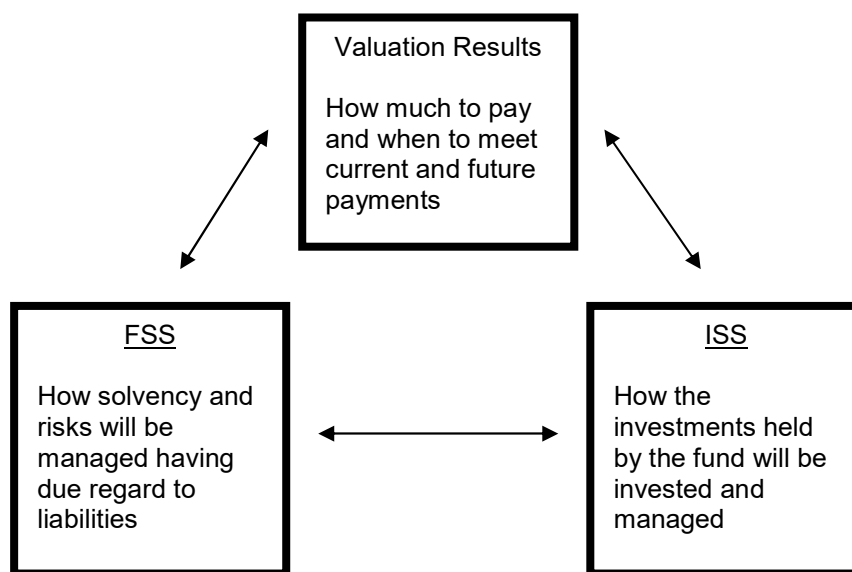 Valuation Results
How much to pay
and when to meet
current and future
payments
FSS
How solvency and
risks will be
managed having
due regard to
liabilities
ISS
How the
investments held
by the fund will be
invested and
managed